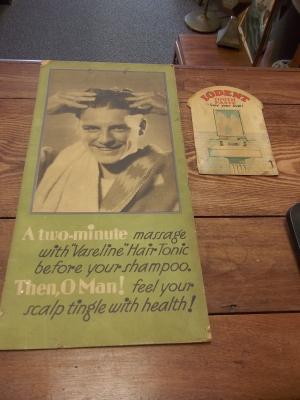 A two-minute massage
with "Vaseline" Hair Tonic
before your shampoo.
Then, O Man! feel your
scalp tingle with health!
IODENT